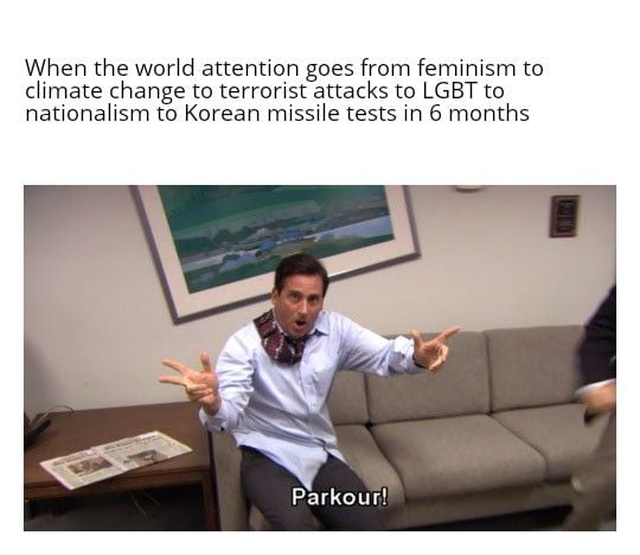 When the world attention goes from feminism to
climate change to terrorist attacks to LGBT to
nationalism to Korean missile tests in 6 months
Parkour!